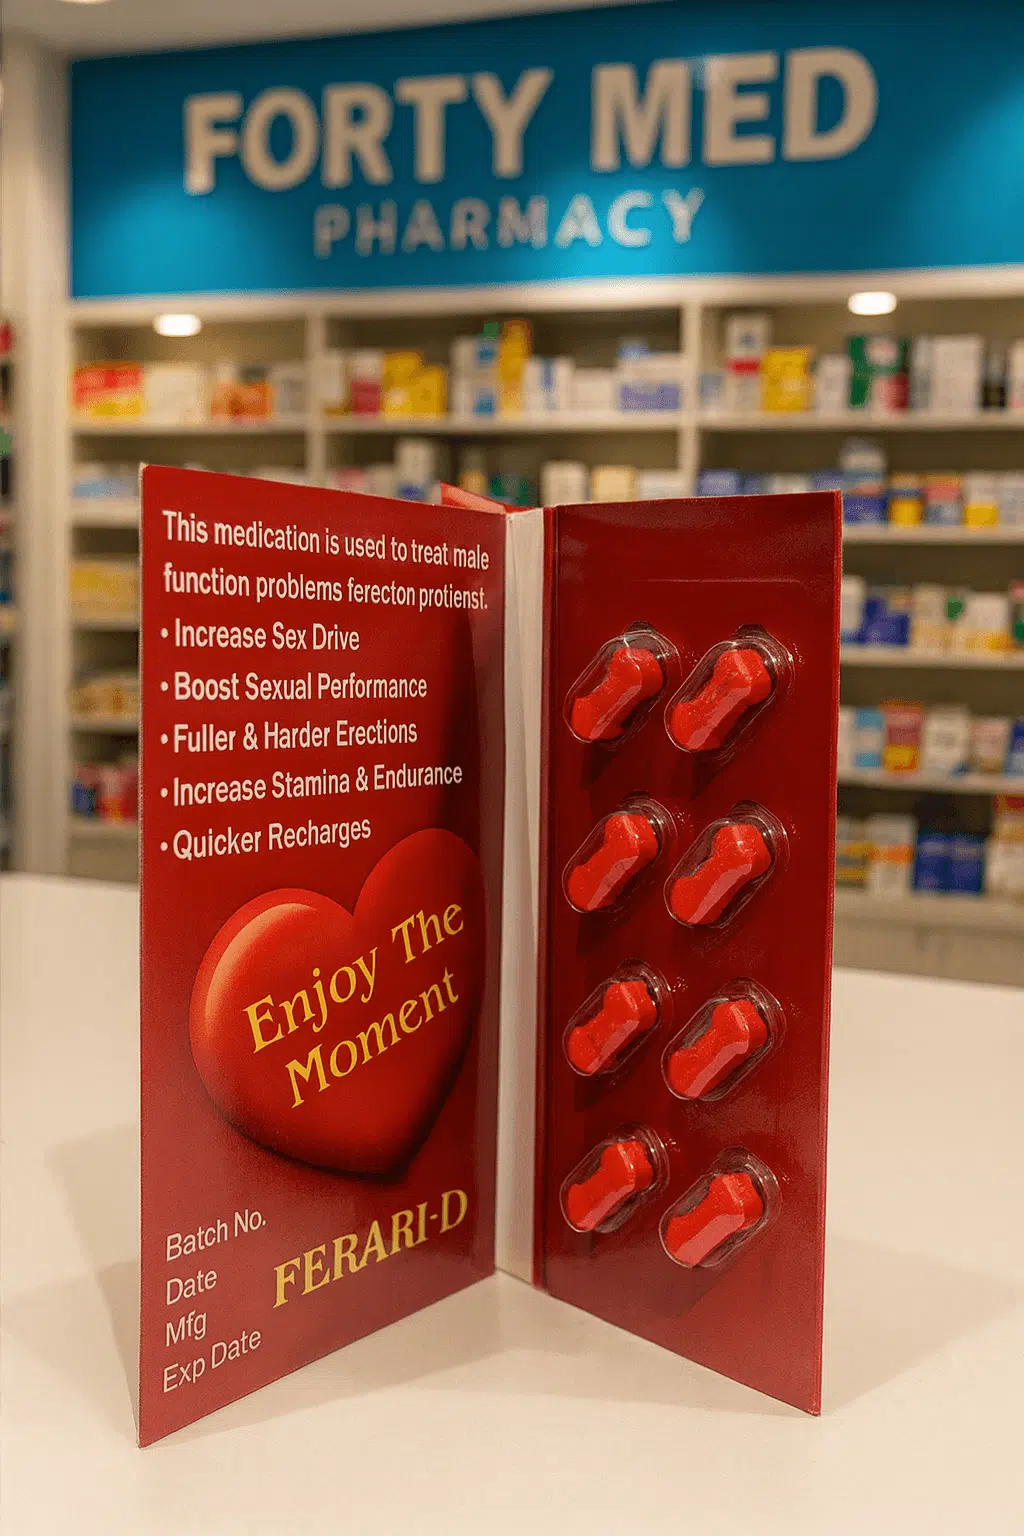 FORTY MED
PHARMACY
This medication is used to treat male
function problems ferecton protienst.
• Increase Sex Drive
• Boost Sexual Performance
• Fuller & Harder Erections
• Increase Stamina & Endurance
• Quicker Recharges
Enjoy The
Moment
FERARI-D
Batch No.
Date
Mfg
Exp Date